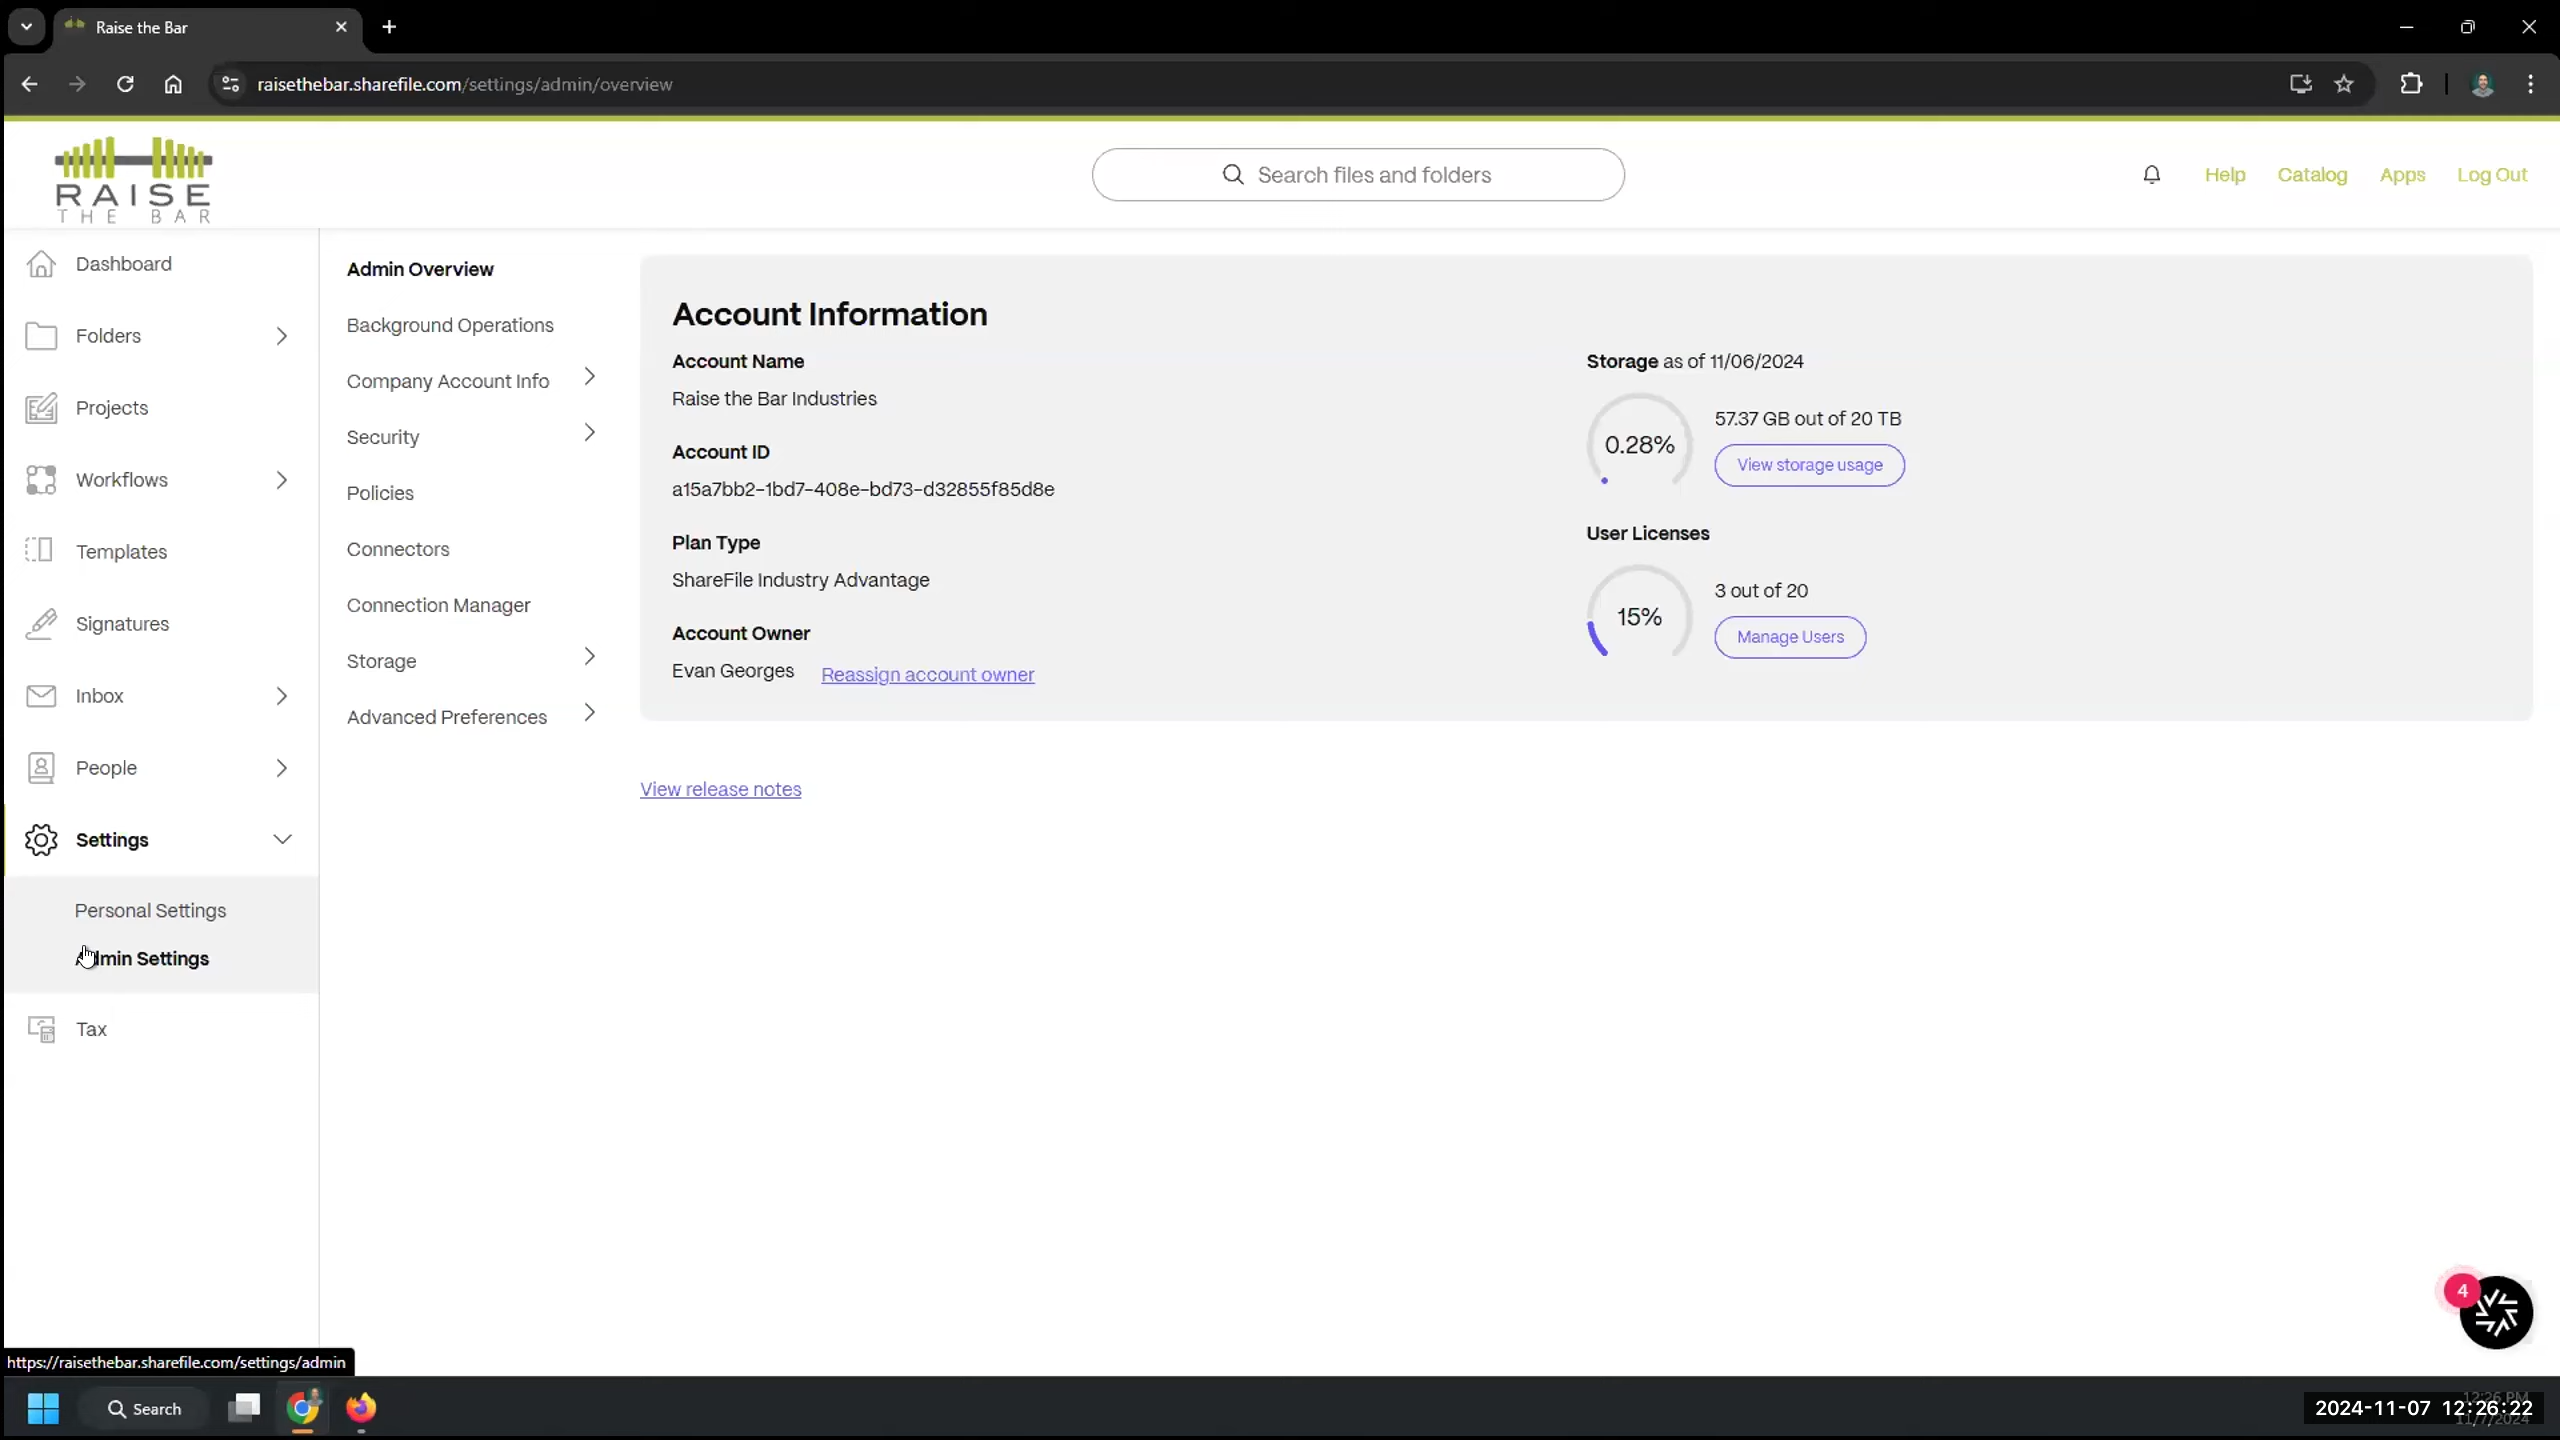 Raise the Bar
raisethebar.sharefile.com/settings/admin/overview
RAISE
THE BAR
Search files and folders
Help
Catalog
Apps
Log Out
Dashboard
Folders
Projects
Workflows
Templates
Signatures
Inbox
People
Settings
Personal Settings
Admin Settings
Tax
Admin Overview
Background Operations
Company Account Info
Security
Policies
Connectors
Connection Manager
Storage
Advanced Preferences
Account Information
Account Name
Raise the Bar Industries
Account ID
a15a7bb2-1bd7-408e-bd73-d32855f85d8e
Plan Type
ShareFile Industry Advantage
Account Owner
Evan Georges Reassign account owner
Storage as of 11/06/2024
0.28%
57.37 GB out of 20 TB
View storage usage
User Licenses
15%
3 out of 20
Manage Users
View release notes
4
https://raisethebar.sharefile.com/settings/admin
Search
12:26 PM
2024-11-07 12:26:22
11/7/2024